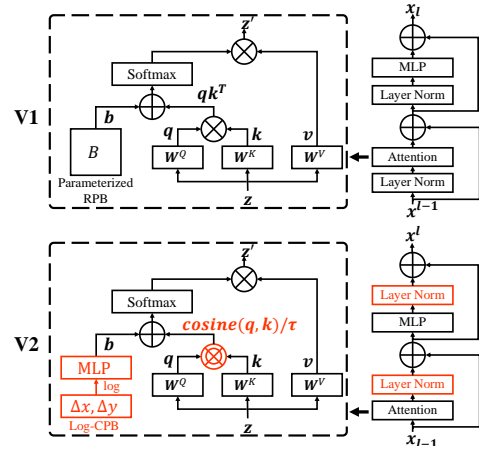 z'
x_l
Softmax
MLP
qk^T
Layer Norm
V1
b
q
k
v
B
W^Q
W^K
W^V
Attention
Parameterized
RPB
z
Layer Norm
x^{l-1}
z'
x^l
Softmax
Layer Norm
cosine(q, k)/τ
MLP
V2
b
MLP
q
k
v
log
Layer Norm
Δx, Δy
W^Q
W^K
W^V
Attention
Log-CPB
z
x_{l-1}